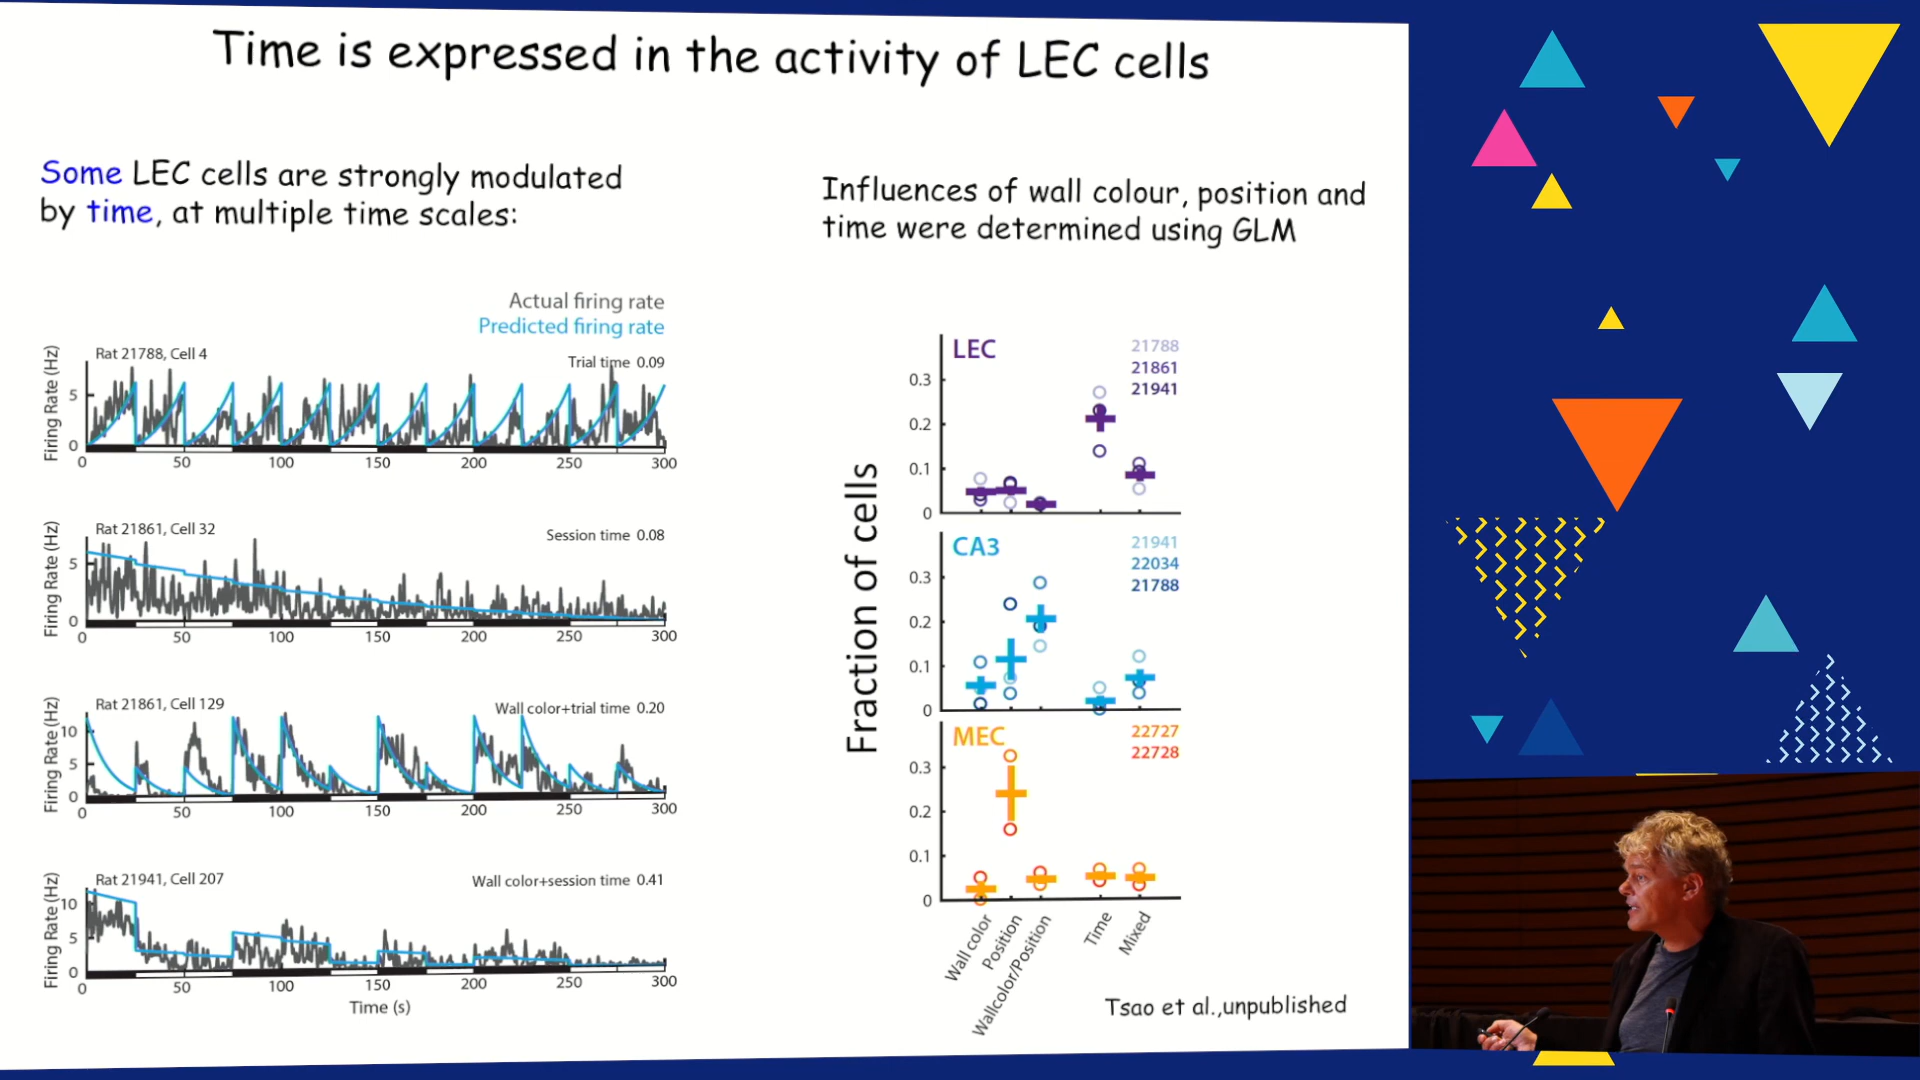 Time is expressed in the activity of LEC cells
Some LEC cells are strongly modulated
by time, at multiple time scales:
Influences of wall colour, position and
time were determined using GLM
Actual firing rate
Predicted firing rate
Rat 21788, Cell 4
Trial time 0.09
Firing Rate (Hz)
5
0
0 50 100 150 200 250 300
Rat 21861, Cell 32
Session time 0.08
Firing Rate (Hz)
5
0
0 50 100 150 200 250 300
Rat 21861, Cell 129
Wall color+trial time 0.20
Firing Rate (Hz)
10
5
0
0 50 100 150 200 250 300
Rat 21941, Cell 207
Wall color+session time 0.41
Firing Rate (Hz)
10
5
0
0 50 100 150 200 250 300
Time (s)
Fraction of cells
LEC
21788
21861
21941
0.3
0.2
0.1
0
CA3
21941
22034
21788
0.3
0.2
0.1
0
MEC
22727
22728
0.3
0.2
0.1
0
Wall color
Position
Wallcolor/Position
Time
Mixed
Tsao et al.,unpublished